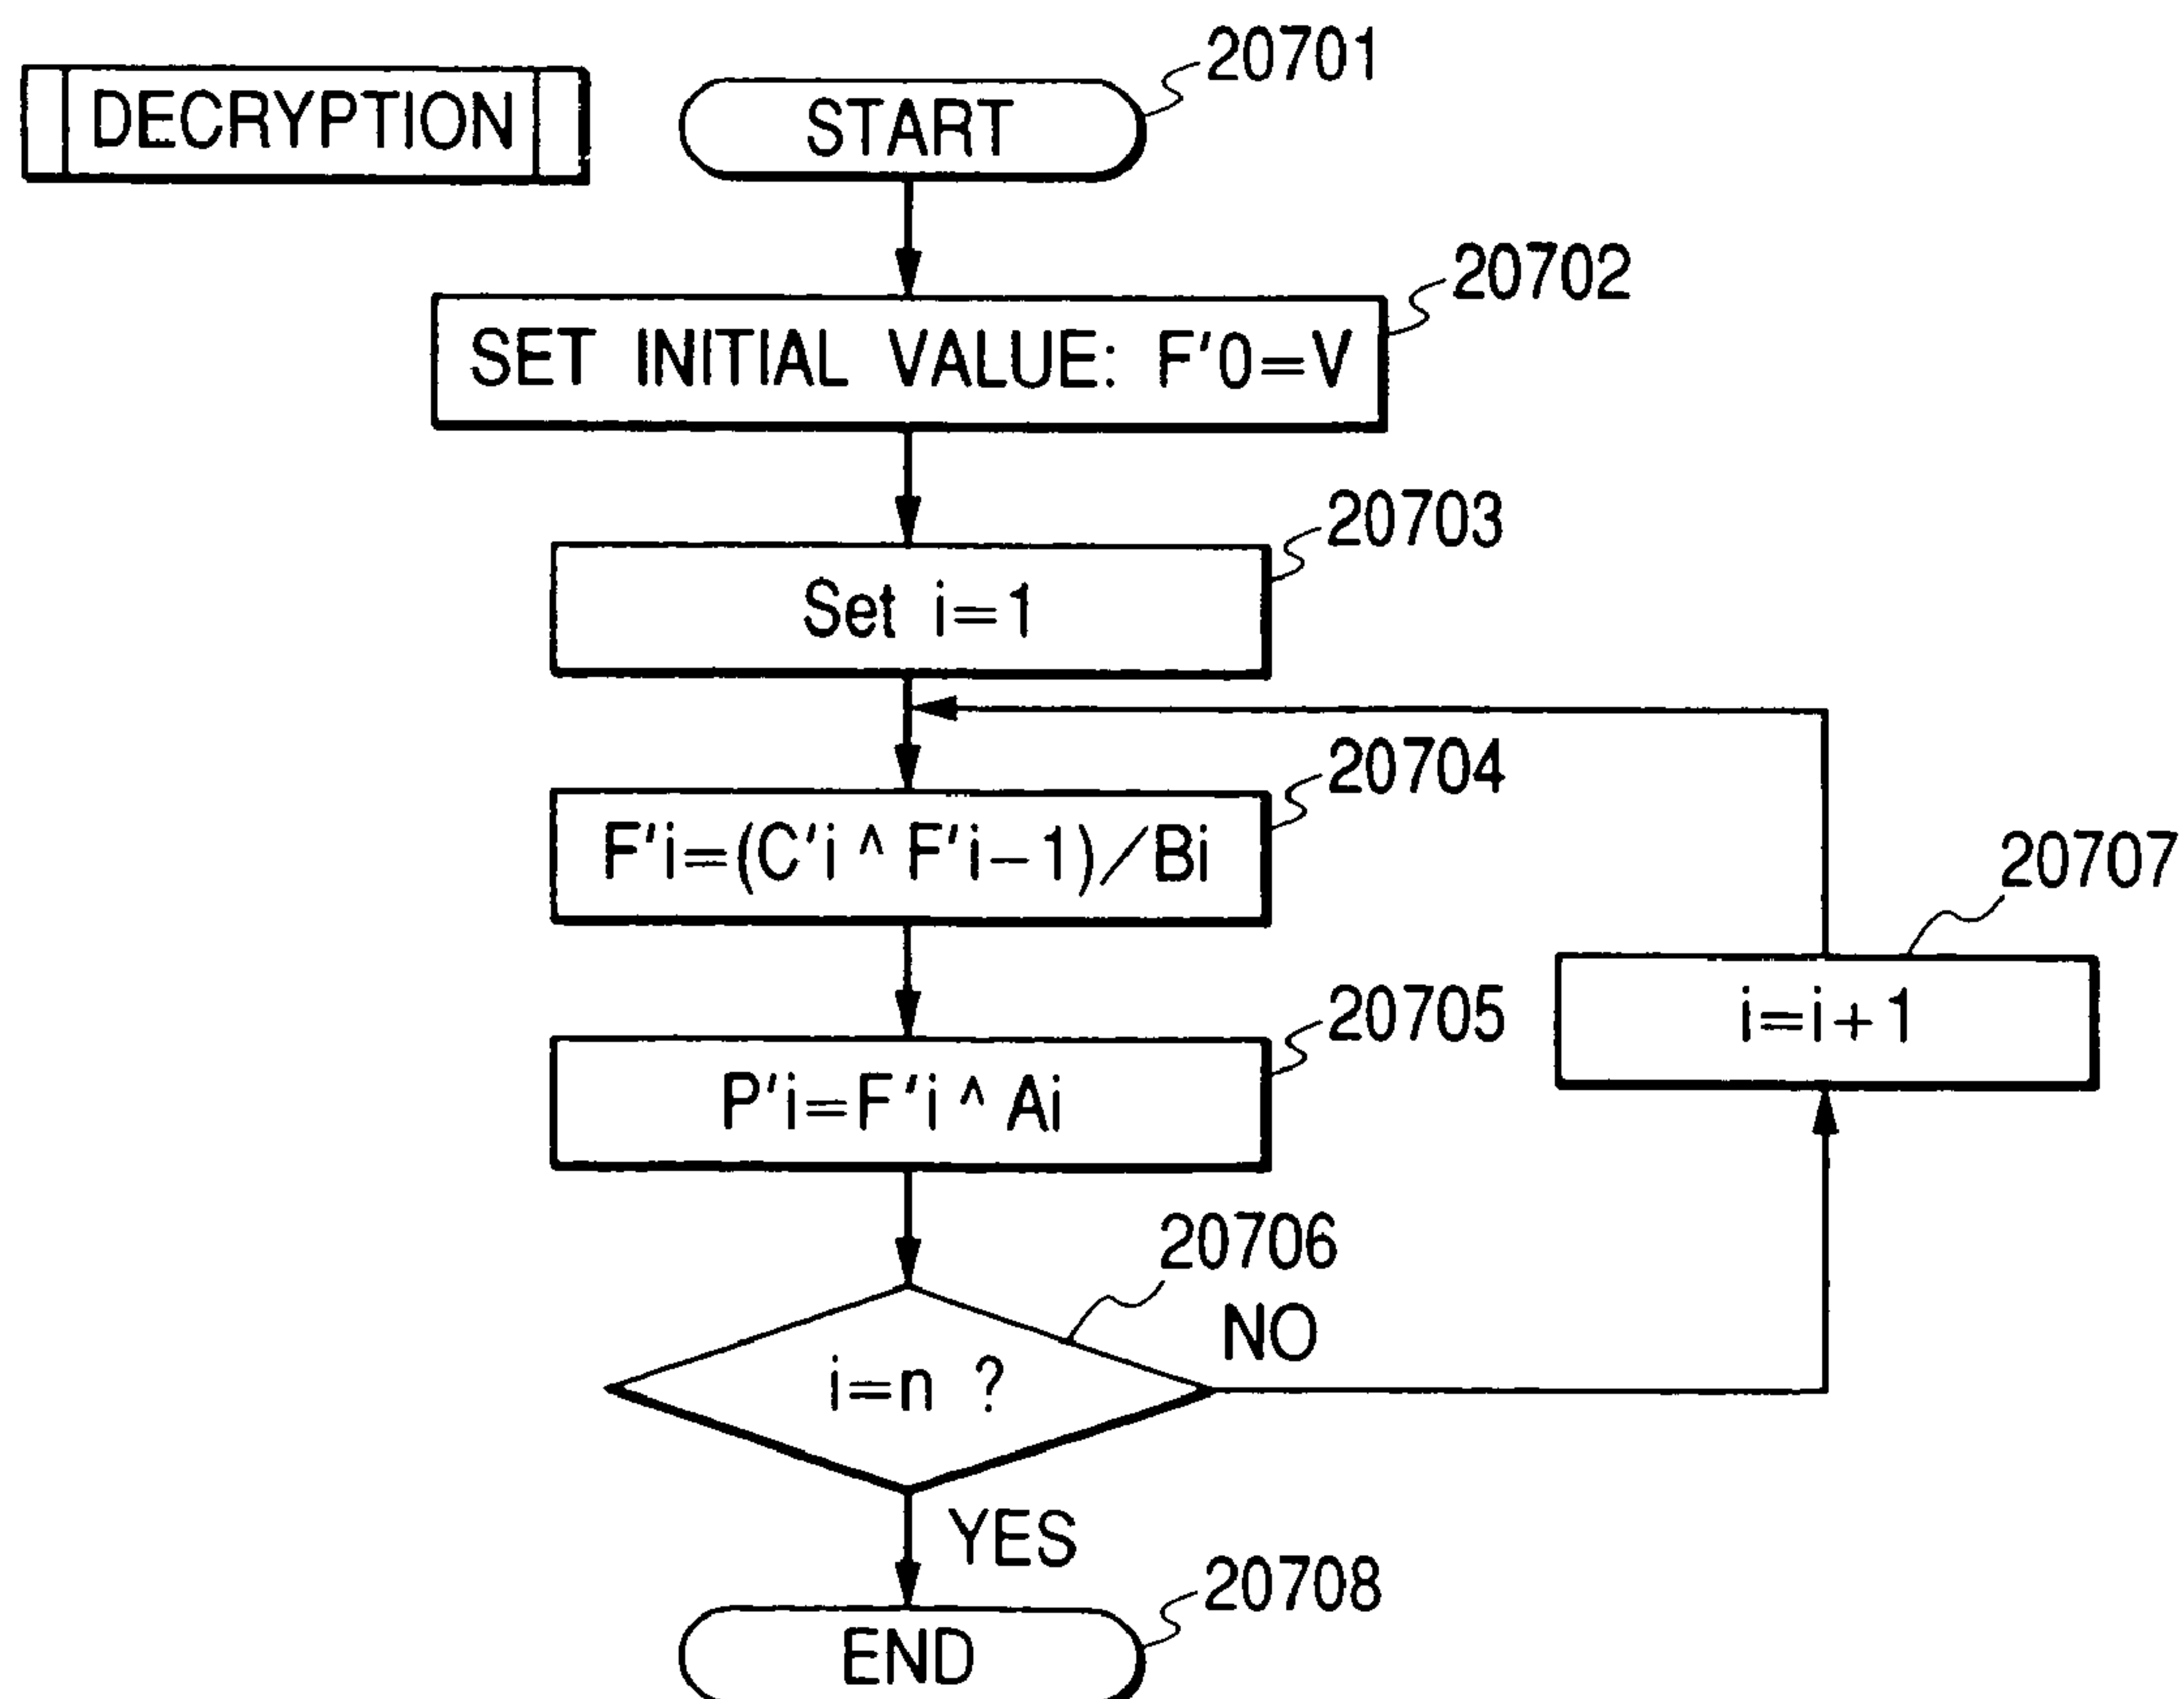 DECRYPTION
START
20701
SET INITIAL VALUE: F'0=V
20702
Set i=1
20703
F'i=(C'i ^ F'i-1)/Bi
20704
P'i=F'i ^ Ai
20705
i=i+1
20707
i=n ?
20706
NO
YES
END
20708